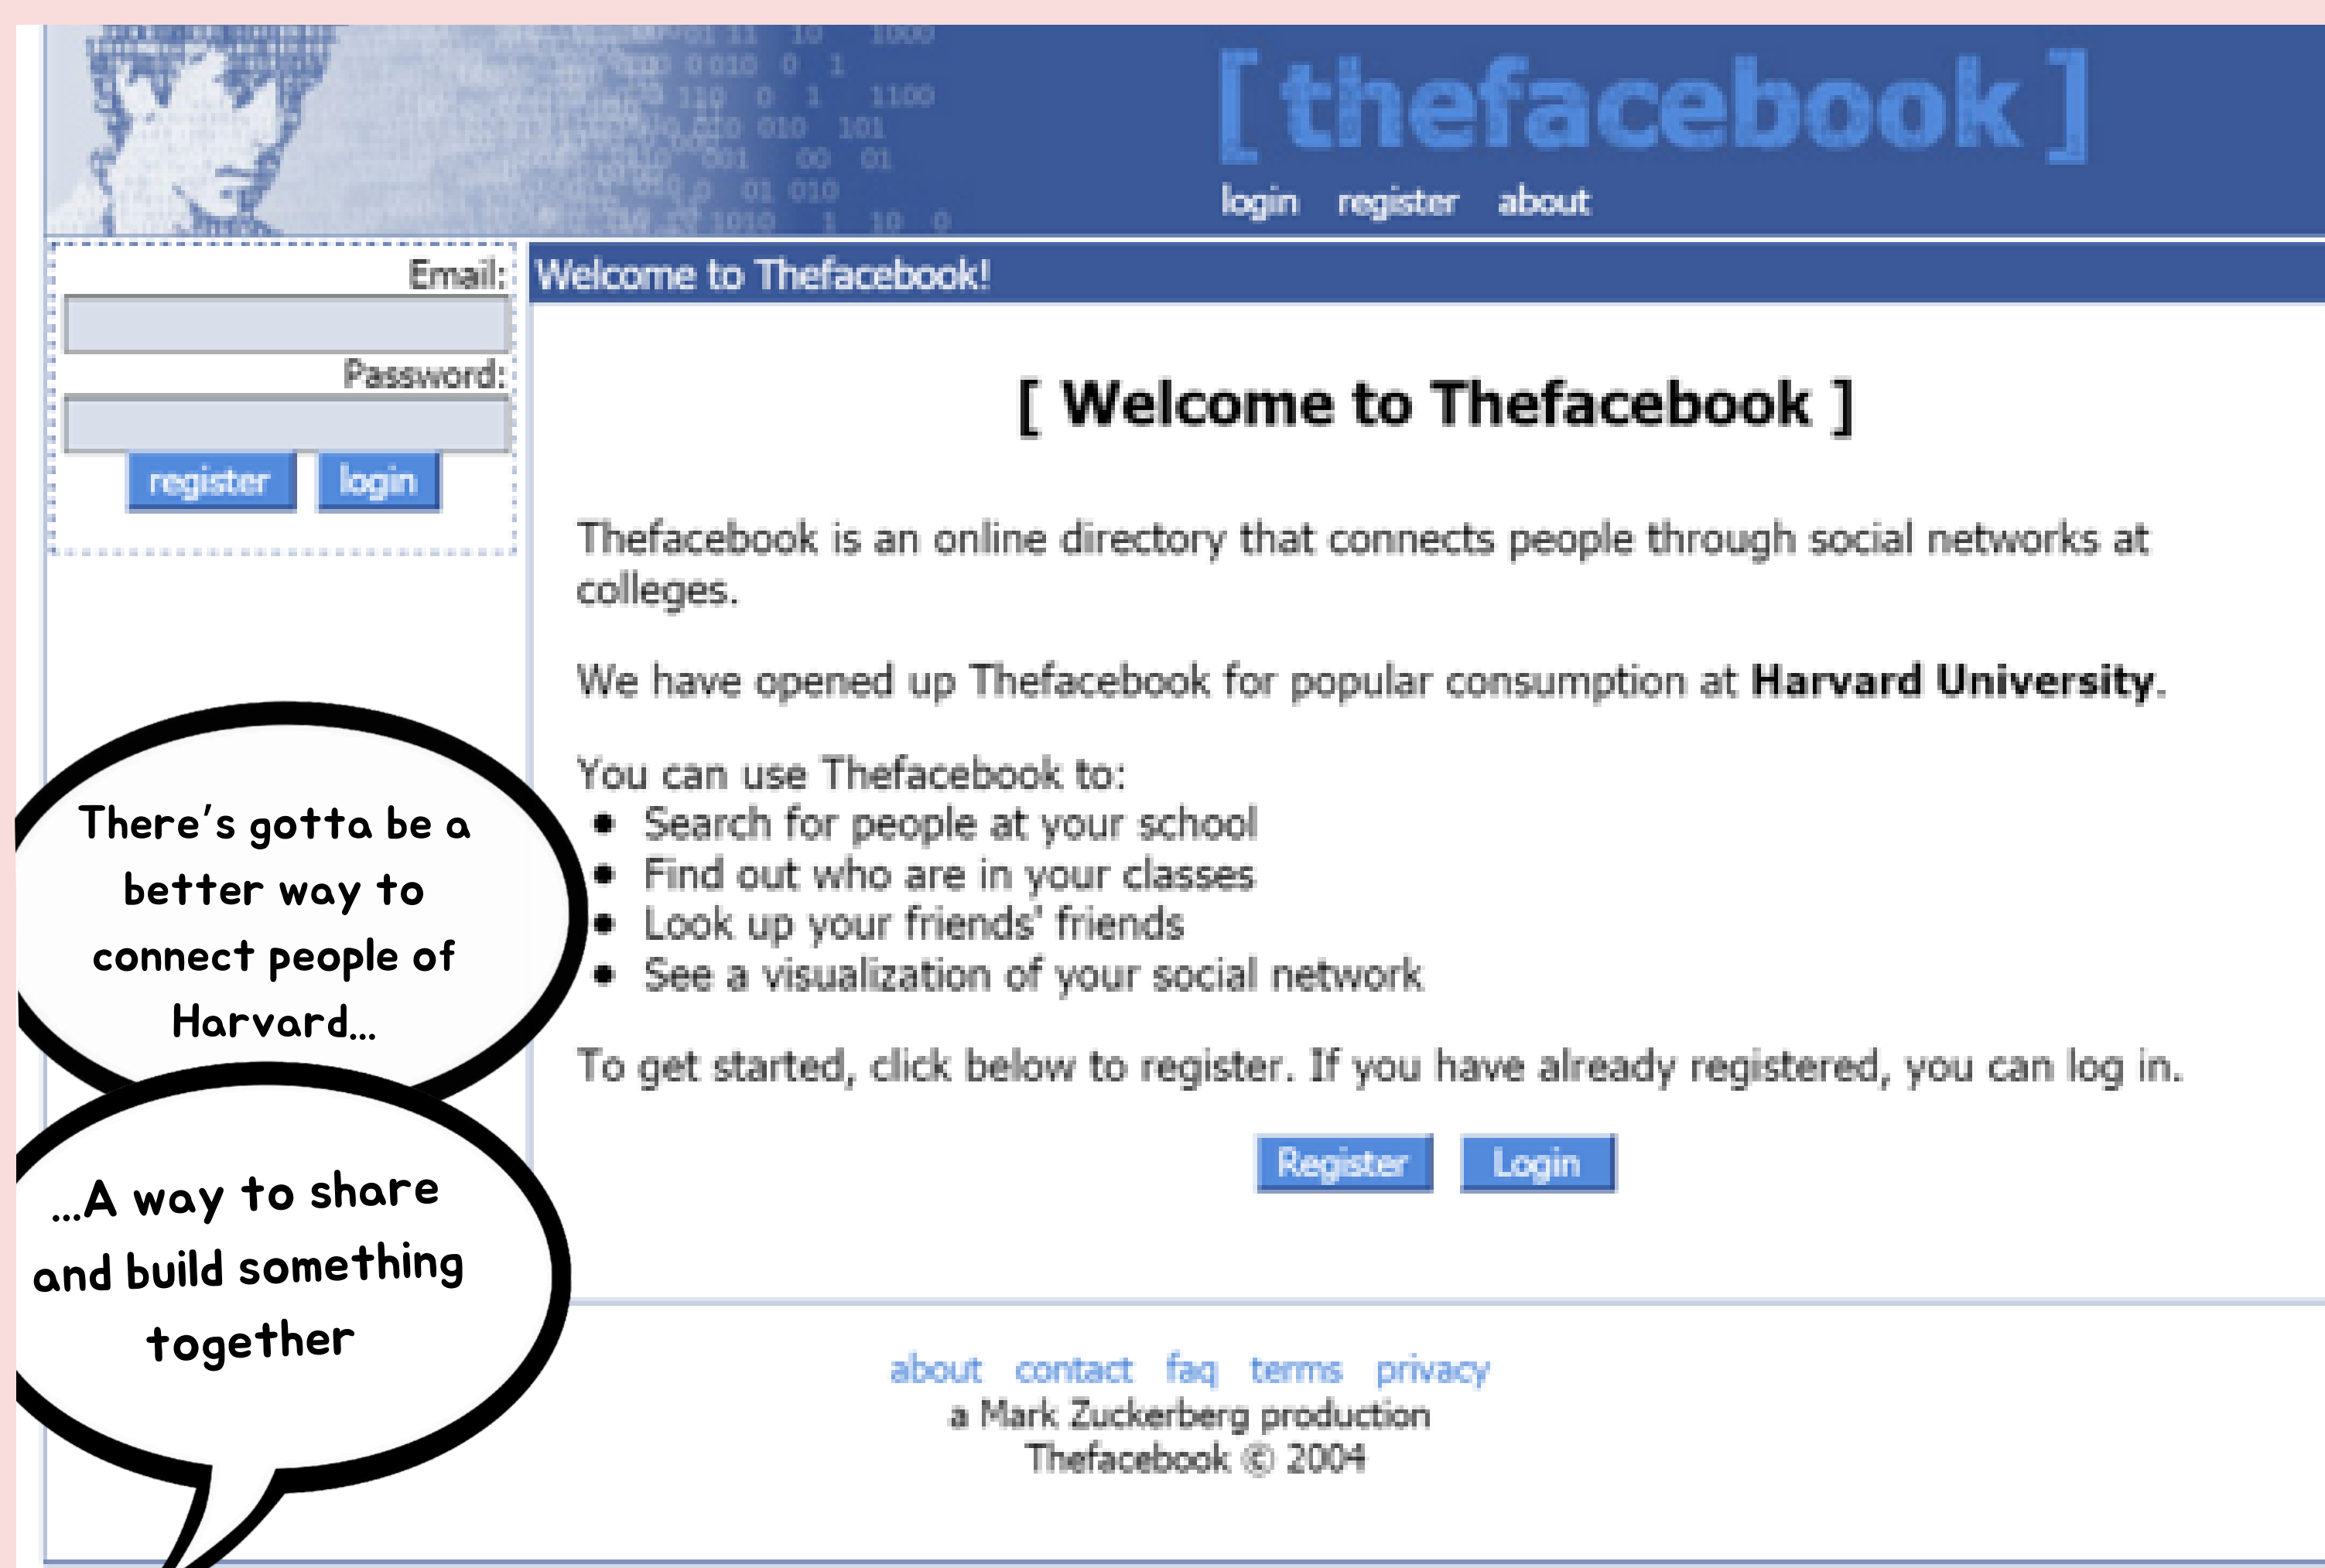 [ thefacebook ]
login register about
Email:
Password:
register login
Welcome to Thefacebook!
[ Welcome to Thefacebook ]
Thefacebook is an online directory that connects people through social networks at
colleges.
We have opened up Thefacebook for popular consumption at Harvard University.
You can use Thefacebook to:
• Search for people at your school
• Find out who are in your classes
• Look up your friends' friends
• See a visualization of your social network
To get started, click below to register. If you have already registered, you can log in.
Register Login
There's gotta be a
better way to
connect people of
Harvard...
...A way to share
and build something
together
about contact faq terms privacy
a Mark Zuckerberg production
Thefacebook © 2004